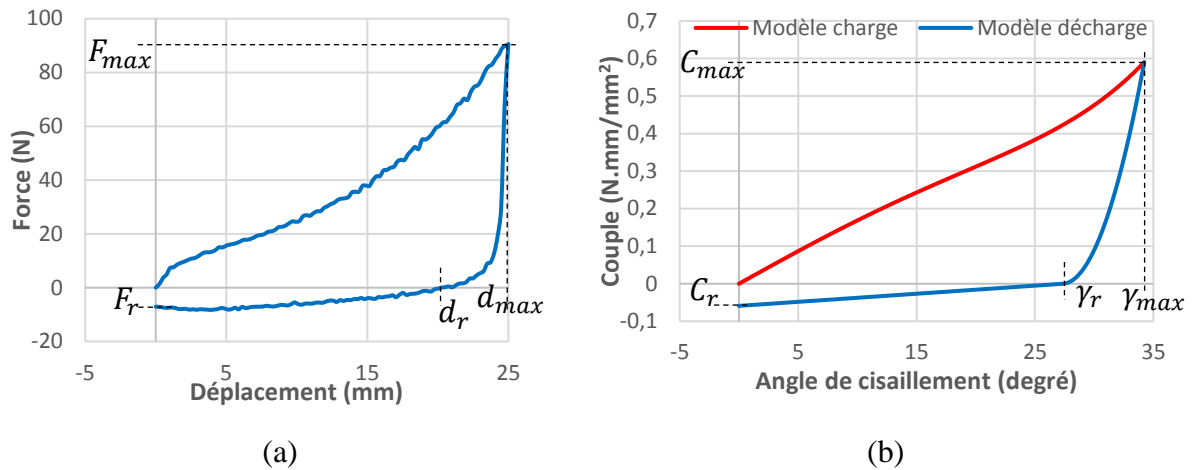 100
80
60
40
20
0
-20
-5
5
15
25
Force (N)
Déplacement (mm)
F_max
F_r
d_r
d_max
(a)
Modèle charge
Modèle décharge
0,7
0,6
0,5
0,4
0,3
0,2
0,1
0
-0,1
-5
5
15
25
35
Couple (N.mm/mm²)
Angle de cisaillement (degré)
C_max
C_r
γ_r
γ_max
(b)